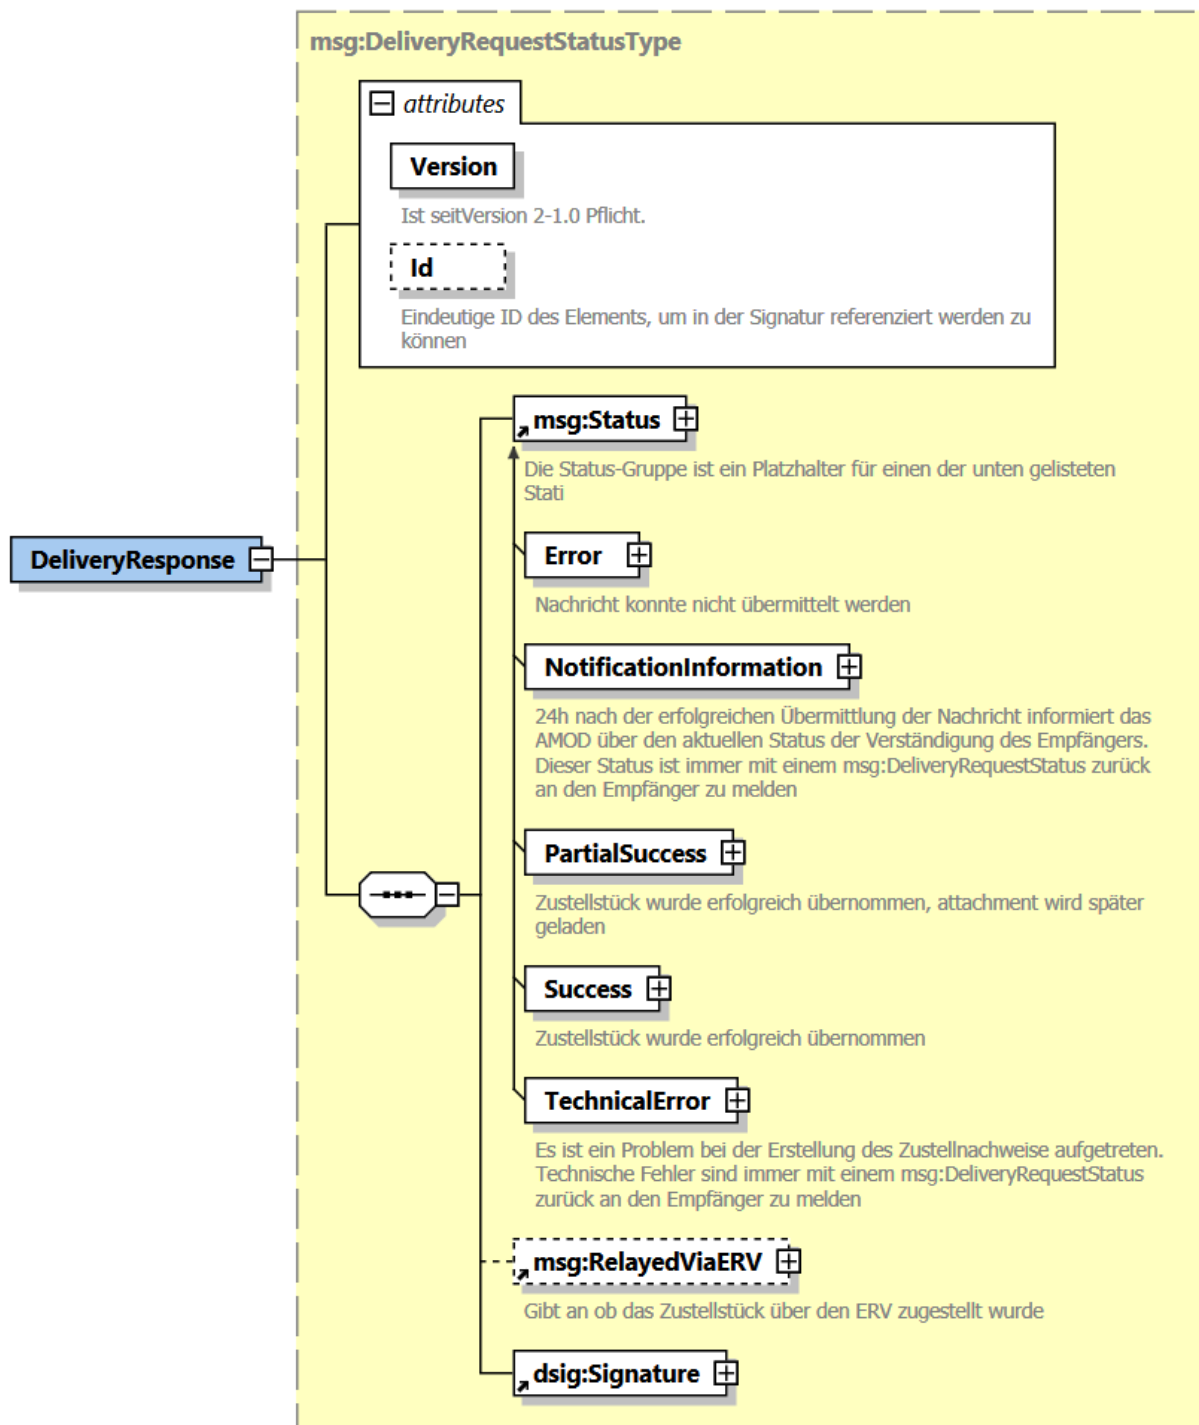 msg:DeliveryRequestStatusType
attributes
Version
Ist seitVersion 2-1.0 Pflicht.
Id
Eindeutige ID des Elements, um in der Signatur referenziert werden zu
können
msg:Status
Die Status-Gruppe ist ein Platzhalter für einen der unten gelisteten
Stati
DeliveryResponse
Error
Nachricht konnte nicht übermittelt werden
NotificationInformation
24h nach der erfolgreichen Übermittlung der Nachricht informiert das
AMOD über den aktuellen Status der Verständigung des Empfängers.
Dieser Status ist immer mit einem msg:DeliveryRequestStatus zurück
an den Empfänger zu melden
PartialSuccess
Zustellstück wurde erfolgreich übernommen, attachment wird später
geladen
Success
Zustellstück wurde erfolgreich übernommen
TechnicalError
Es ist ein Problem bei der Erstellung des Zustellnachweise aufgetreten.
Technische Fehler sind immer mit einem msg:DeliveryRequestStatus
zurück an den Empfänger zu melden
msg:RelayedViaERV
Gibt an ob das Zustellstück über den ERV zugestellt wurde
dsig:Signature